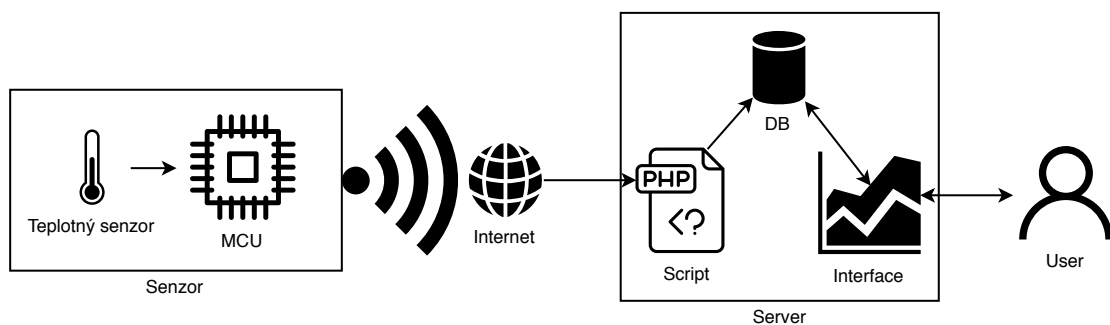 Teplotný senzor
MCU
Senzor
Internet
PHP
<?
Script
DB
Interface
Server
User